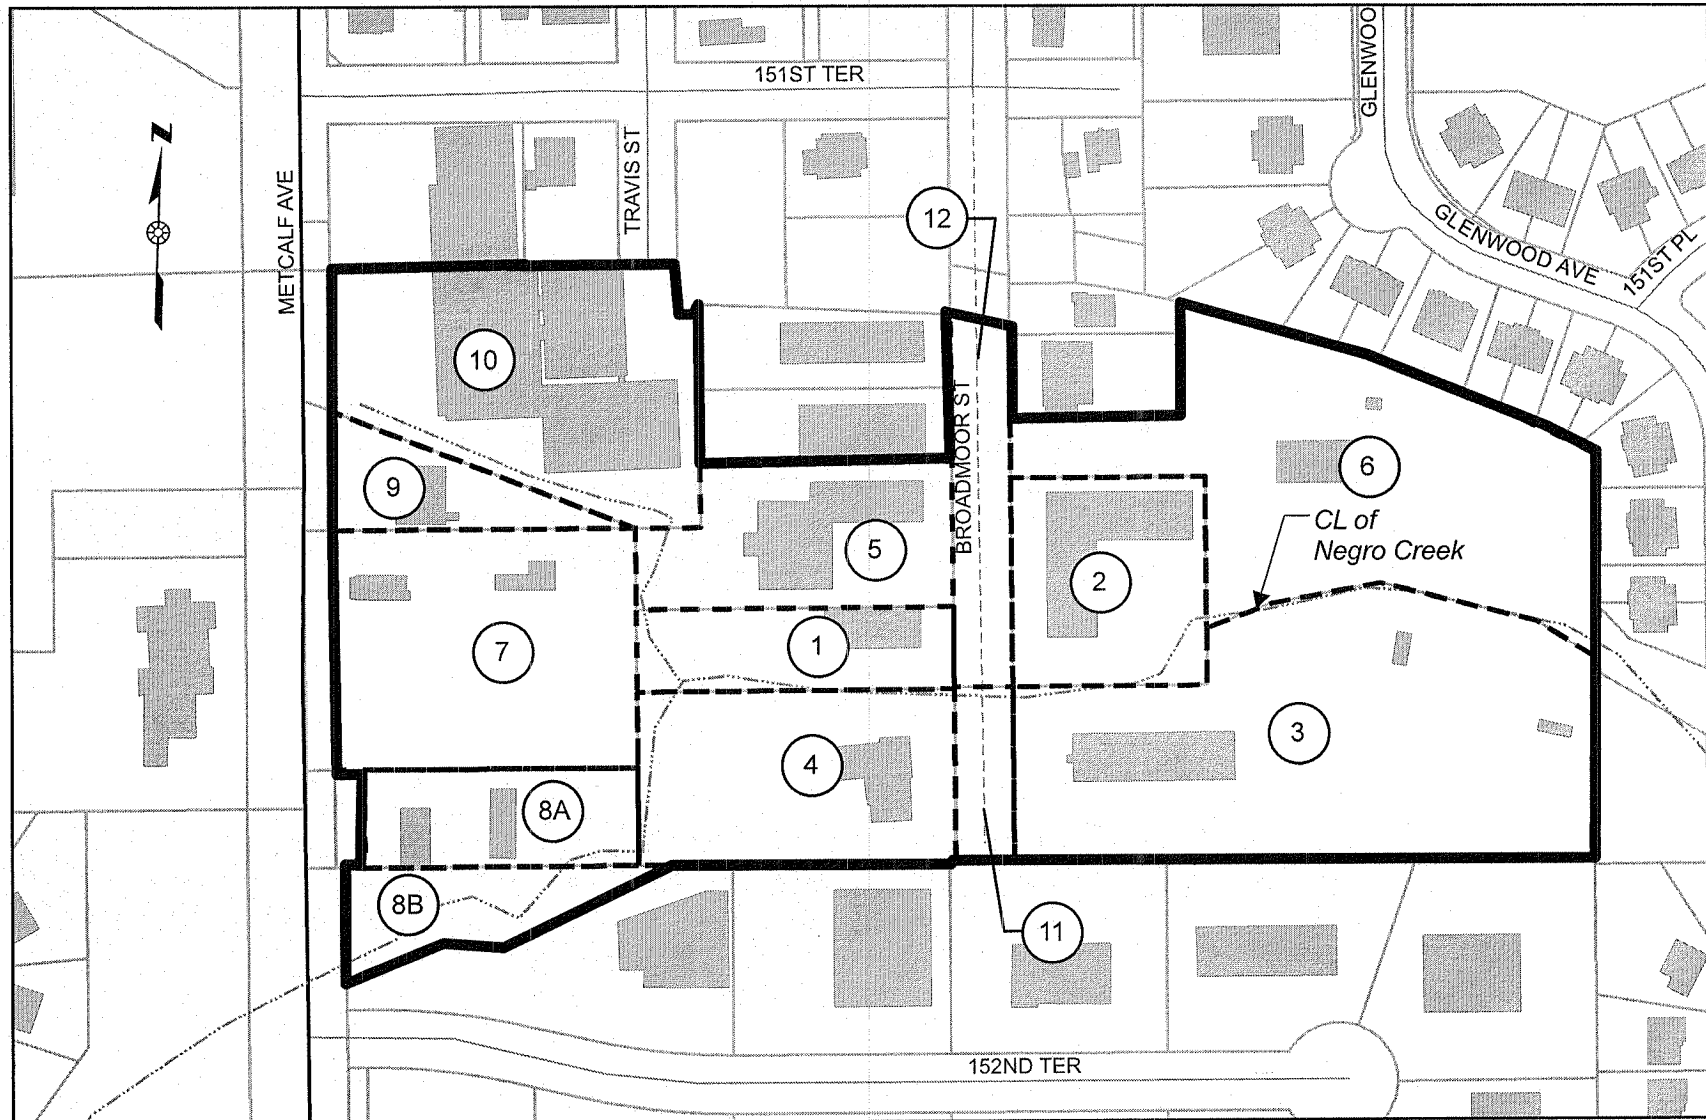 GLENWOO
151ST TER
N
TRAVIS ST
METCALF AVE
12
GLENWOOD AVE
151ST PL
10
BROADMOOR ST
9
6
5
CL of
Negro Creek
2
1
7
3
4
8A
8B
11
152ND TER